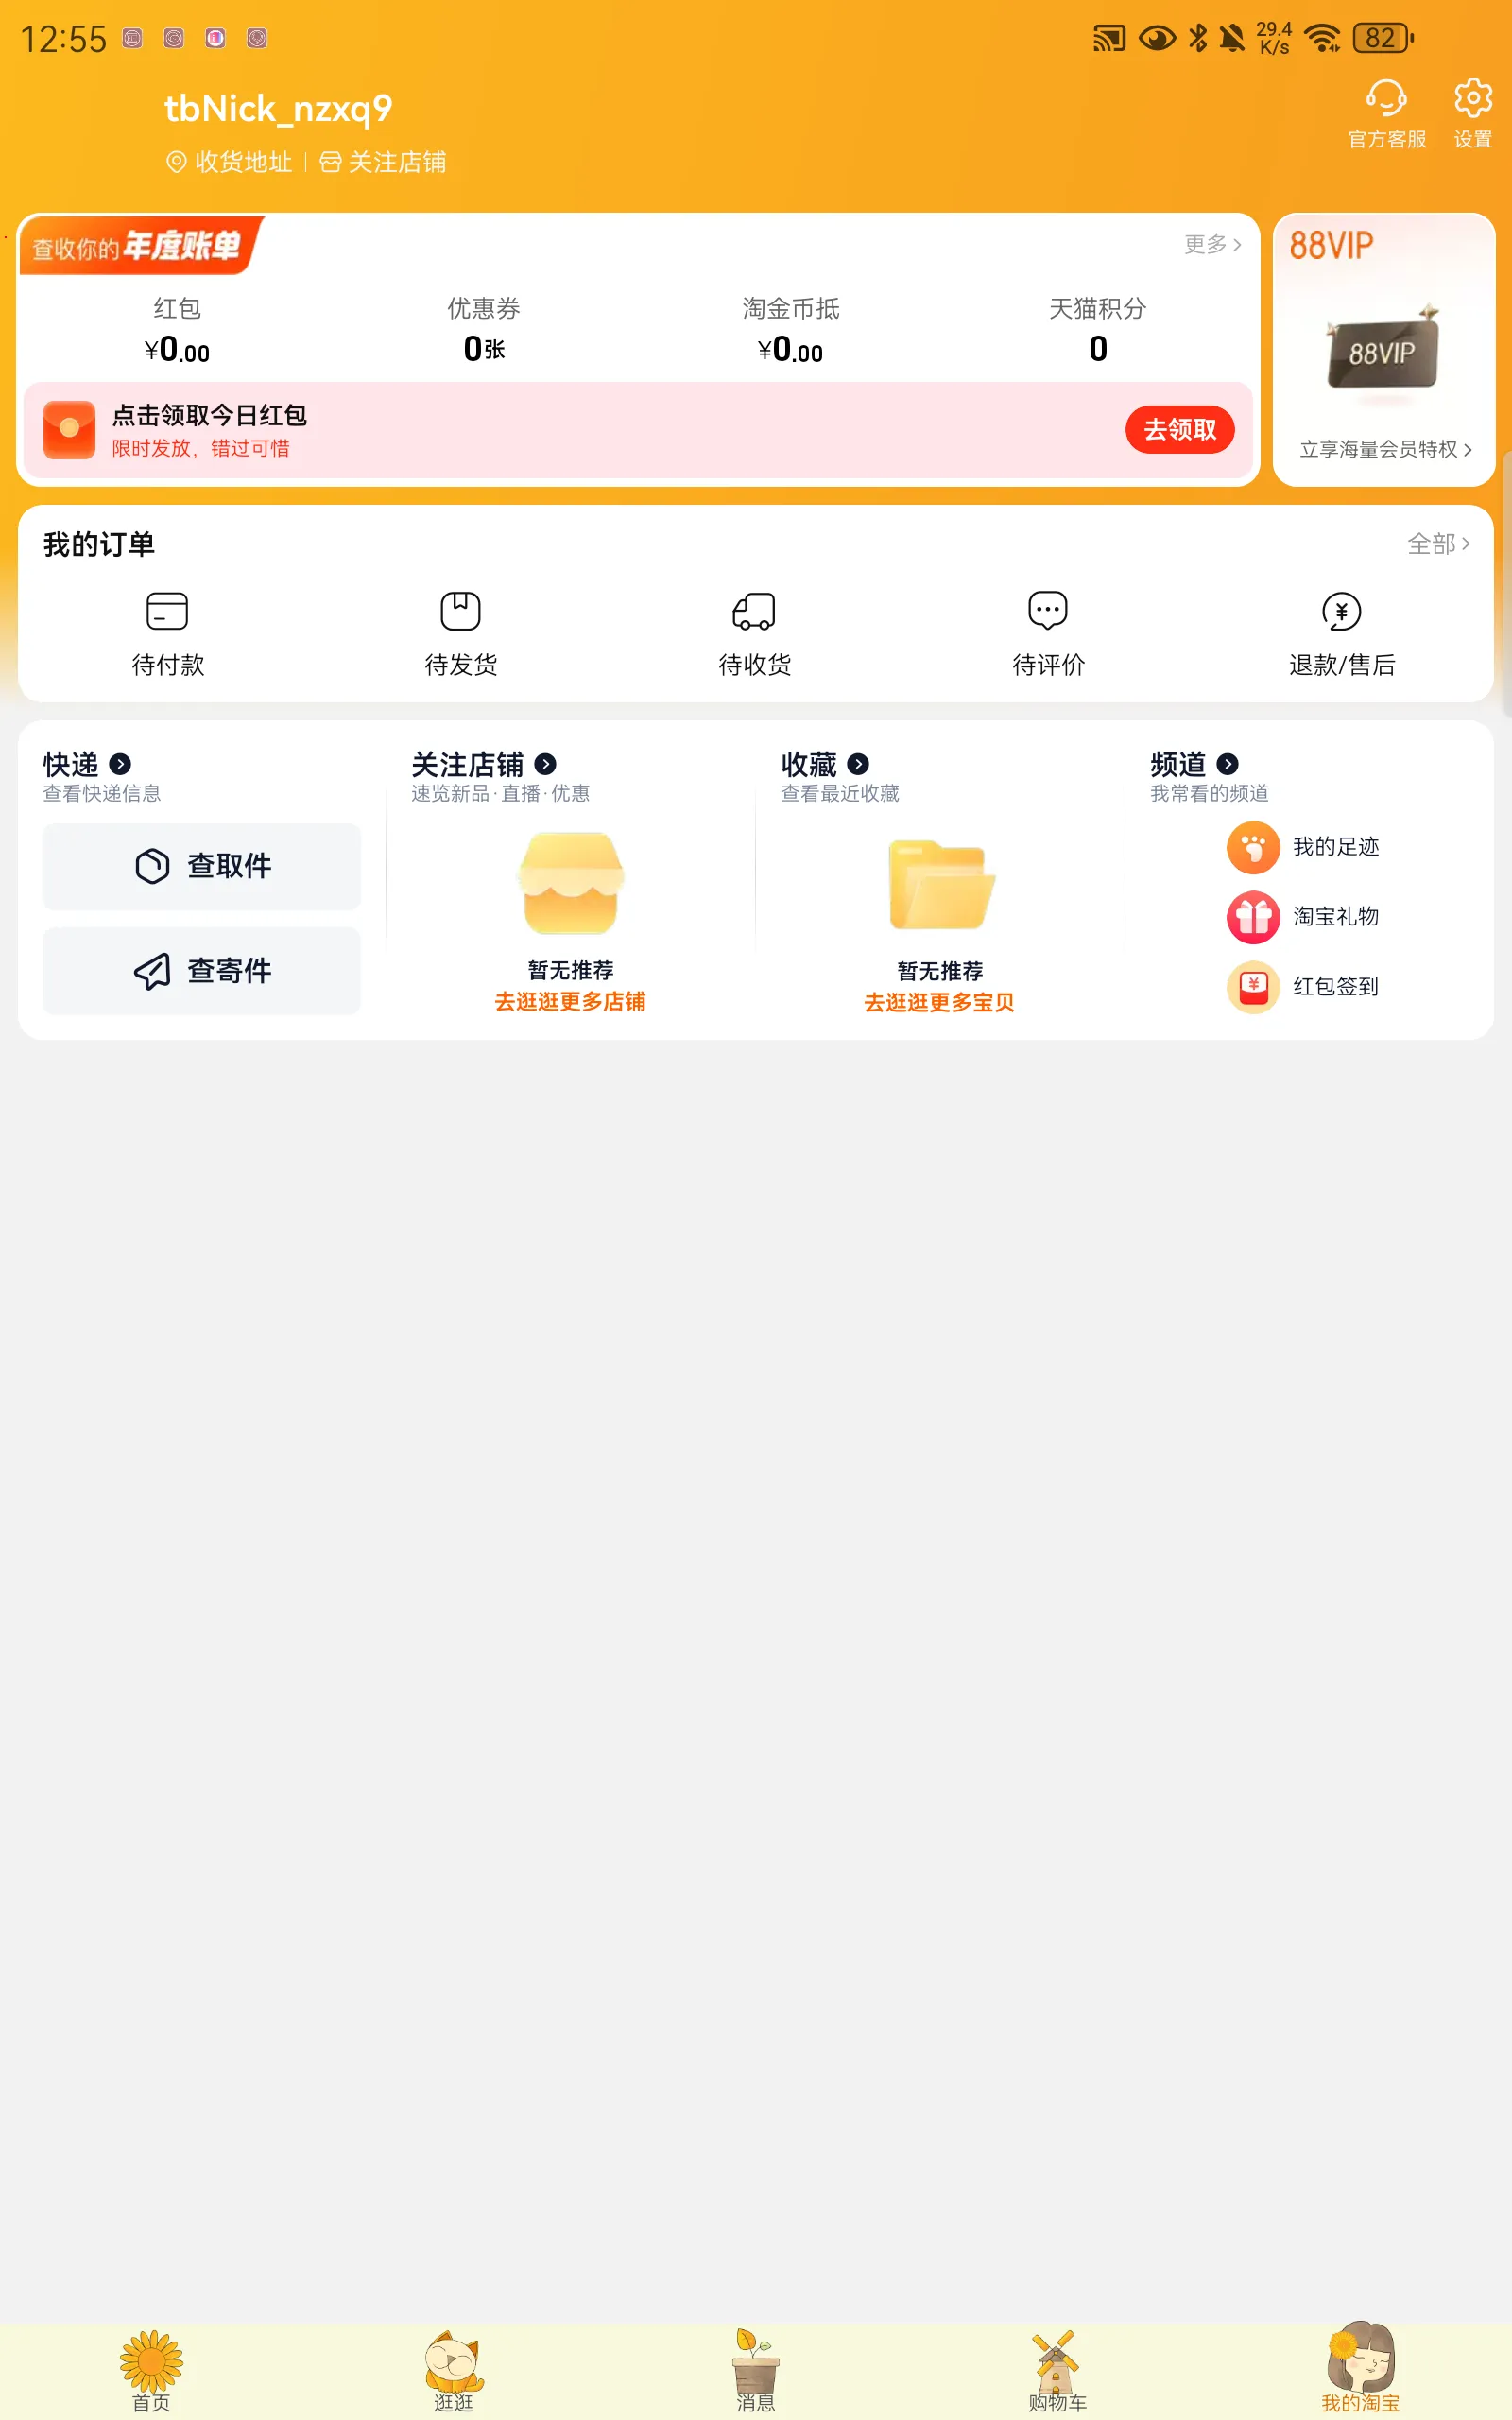 12:55
29.4
K/s
82
tbNick_nzxq9
收货地址
关注店铺
官方客服
设置
查收你的年度账单
更多
红包
优惠券
淘金币抵
天猫积分
¥0.00
0张
¥0.00
0
点击领取今日红包
限时发放，错过可惜
去领取
88VIP
88VIP
立享海量会员特权
我的订单
全部
待付款
待发货
待收货
待评价
退款/售后
快递
查看快递信息
查取件
查寄件
关注店铺
速览新品·直播·优惠
暂无推荐
去逛逛更多店铺
收藏
查看最近收藏
暂无推荐
去逛逛更多宝贝
频道
我常看的频道
我的足迹
淘宝礼物
红包签到
首页
逛逛
消息
购物车
我的淘宝